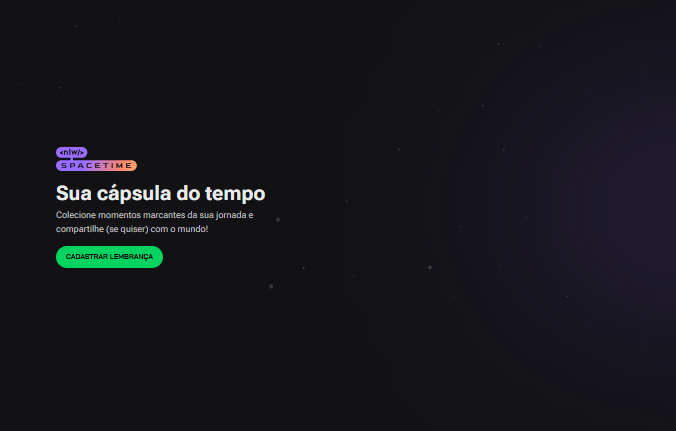 <nlw/>
SPACETIME
Sua cápsula do tempo
Colecione momentos marcantes da sua jornada e
compartilhe (se quiser) com o mundo!
CADASTRAR LEMBRANÇA